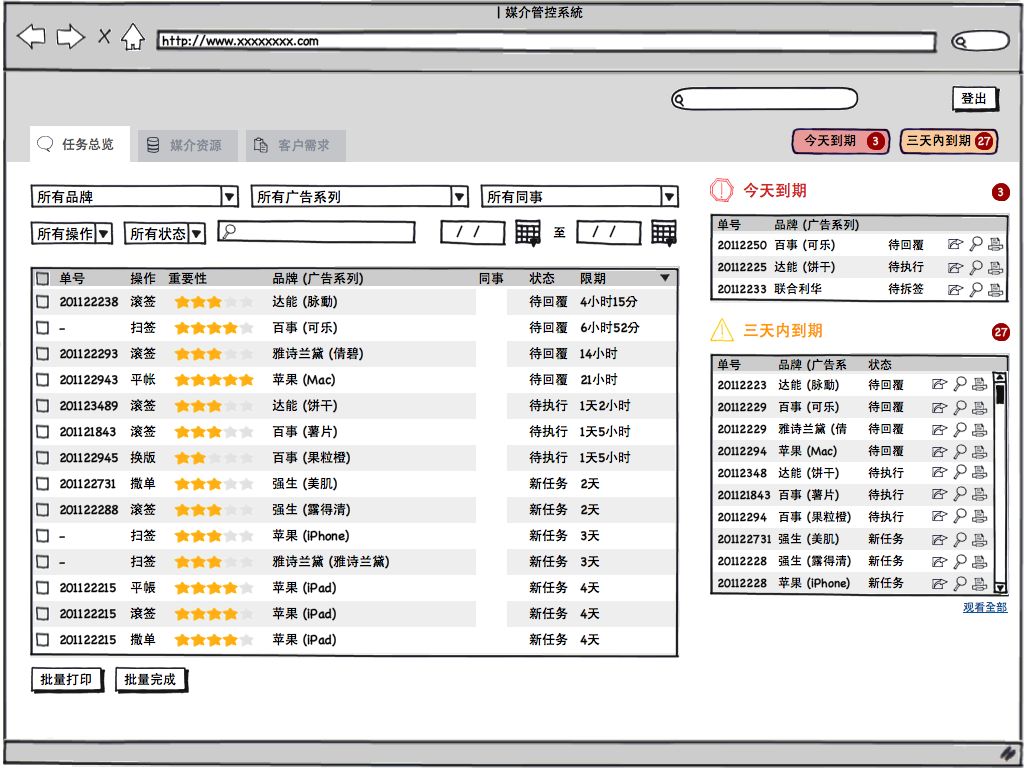 | 媒介管控系統
http://www.xxxxxxxx.com
登出
任务总览 媒介资源 客户需求 今天到期 3 三天内到期 27
所有品牌 所有广告系列 所有同事
所有操作 所有状态 / / 至 / /
单号 操作 重要性 品牌 (广告系列) 同事 状态 限期
201122238 滚签 达能 (脉動) 待回覆 4小时15分
- 扫签 百事 (可乐) 待回覆 6小时52分
201122293 滚签 雅诗兰黛 (倩碧) 待回覆 14小时
201122943 平帐 苹果 (Mac) 待回覆 21小时
201123489 滚签 达能 (饼干) 待执行 1天2小时
201121843 滚签 百事 (薯片) 待执行 1天5小时
201122945 换版 百事 (果粒橙) 待执行 1天5小时
201122731 撒单 强生 (美肌) 新任务 2天
201122288 滚签 强生 (露得清) 新任务 2天
- 扫签 苹果 (iPhone) 新任务 3天
- 扫签 雅诗兰黛 (雅诗兰黛) 新任务 3天
201122215 平帳 苹果 (iPad) 新任务 4天
201122215 滚签 苹果 (iPad) 新任务 4天
201122215 撒单 苹果 (iPad) 新任务 4天
批量打印 批量完成
今天到期 3
单号 品牌 (广告系列)
20112250 百事 (可乐) 待回覆
20112225 达能 (饼干) 待执行
20112233 联合利华 待拆签
三天内到期 27
单号 品牌 (广告系 状态
20112223 达能 (脉動) 待回覆
20112229 百事 (可乐) 待回覆
20112229 雅诗兰黛 (倩 待回覆
20112294 苹果 (Mac) 待回覆
20112348 达能 (饼干) 待执行
201121843 百事 (薯片) 待执行
20112294 百事 (果粒橙) 待执行
201122731 强生 (美肌) 新任务
20112228 强生 (露得清) 新任务
20112228 苹果 (iPhone) 新任务
观看全部